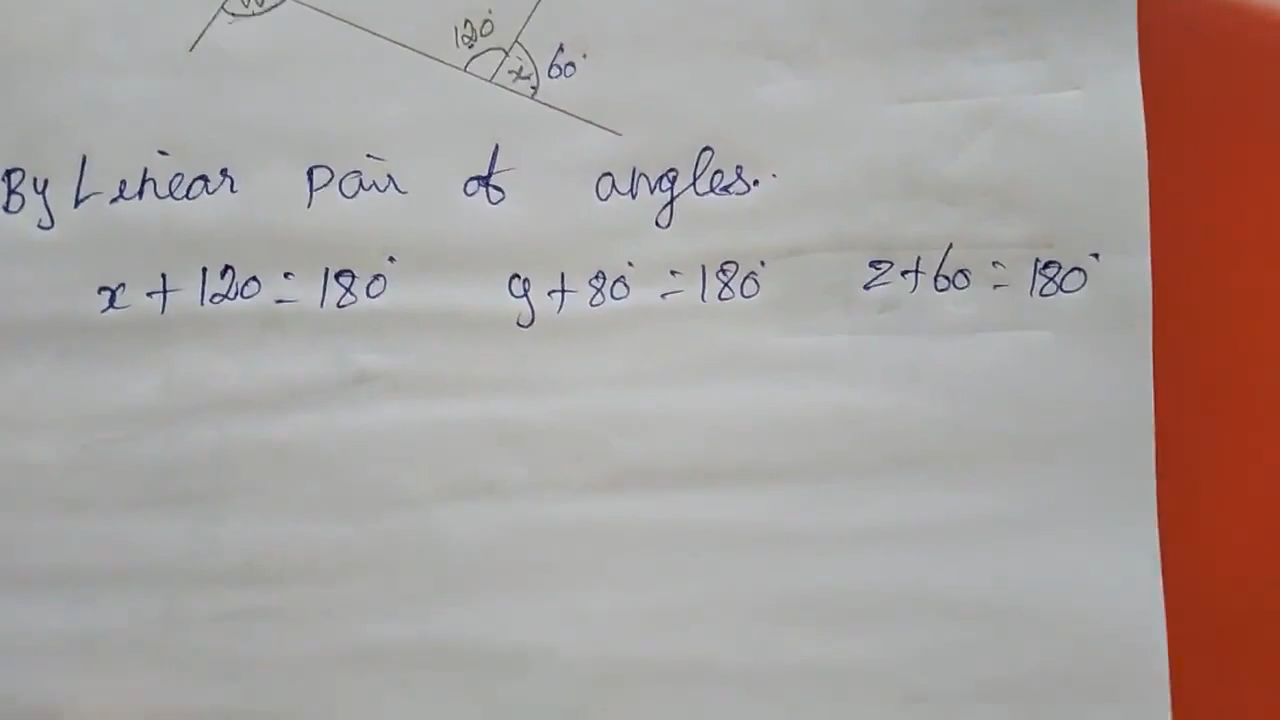 120°
x 60°
By Linear pair of angles.
x + 120 = 180° y + 80° = 180° z + 60 = 180°